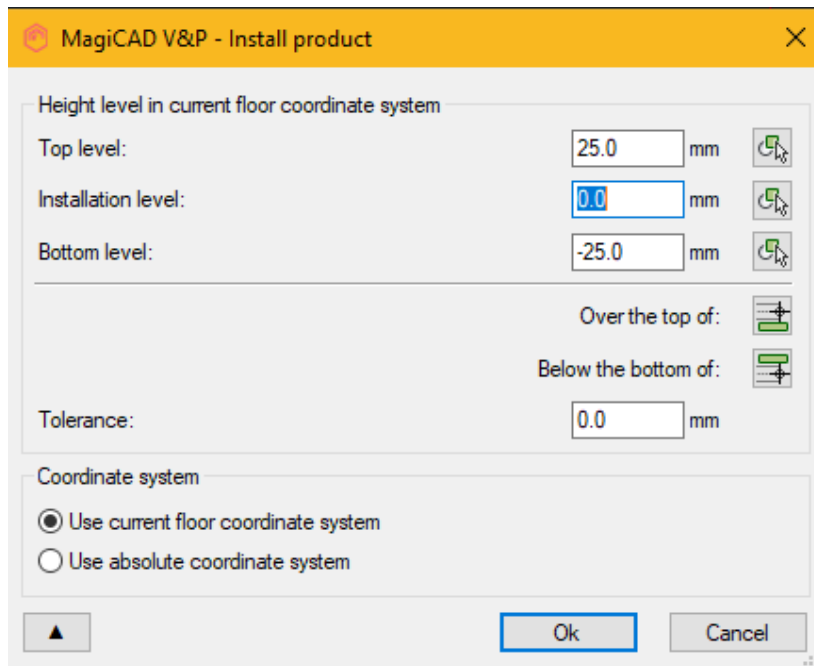 MagiCAD V&P - Install product
Height level in current floor coordinate system
Top level: 25.0 mm
Installation level: 0.0 mm
Bottom level: -25.0 mm
Over the top of:
Below the bottom of:
Tolerance: 0.0 mm
Coordinate system
Use current floor coordinate system
Use absolute coordinate system
Ok Cancel